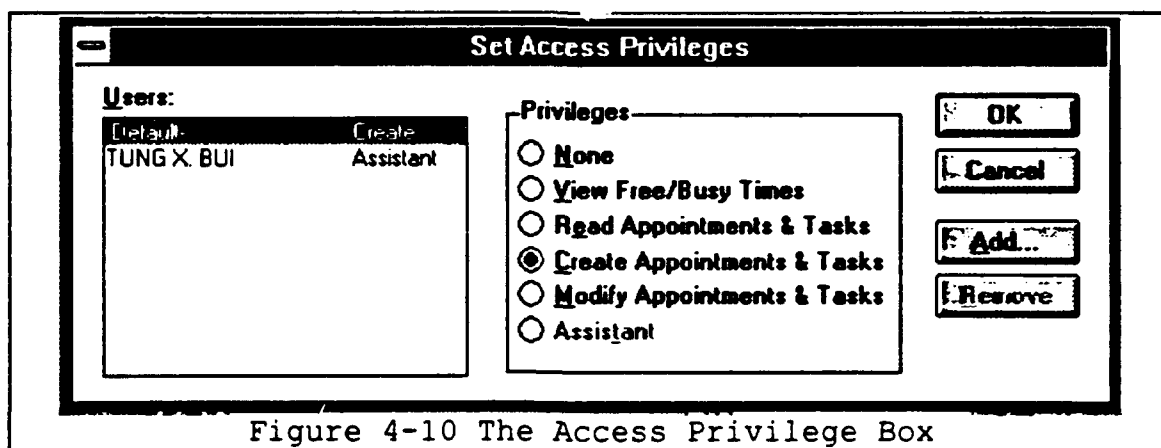 Set Access Privileges
Users:
-Default- Create
TUNG X. BUI Assistant
Privileges
None
View Free/Busy Times
Read Appointments & Tasks
Create Appointments & Tasks
Modify Appointments & Tasks
Assistant
OK
Cancel
Add...
Remove
Figure 4-10 The Access Privilege Box